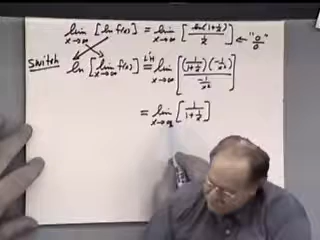 lim x→∞ [ln f(x)] = lim x→∞ [ln(1+1/x) / 1/x] ← "0"/0
switch ln [lim x→∞ f(x)] =L'H lim x→∞ [(1/(1+1/x))(-1/x²) / -1/x²]
= lim x→∞ [1/(1+1/x)]